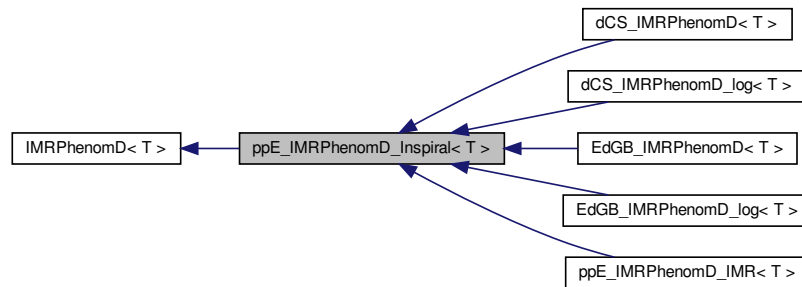 IMRPhenomD< T >
ppE_IMRPhenomD_Inspiral< T >
dCS_IMRPhenomD< T >
dCS_IMRPhenomD_log< T >
EdGB_IMRPhenomD< T >
EdGB_IMRPhenomD_log< T >
ppE_IMRPhenomD_IMR< T >